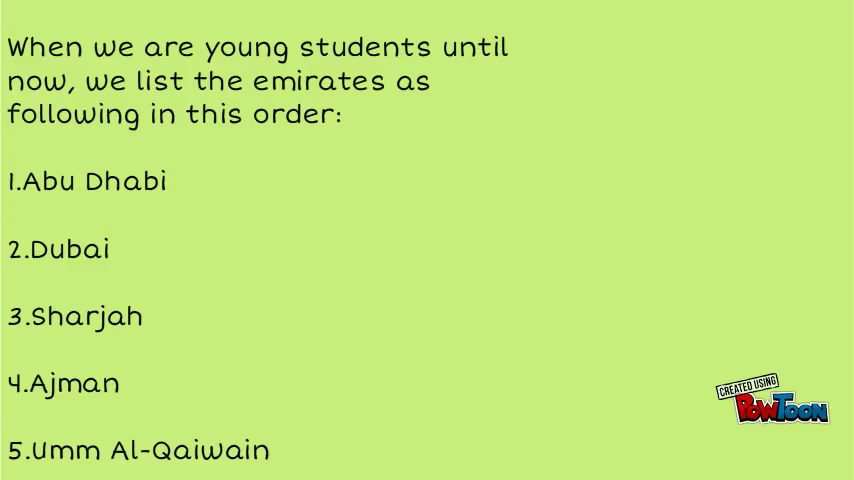 When we are young students until
now, we list the emirates as
following in this order:
1.Abu Dhabi
2.Dubai
3.Sharjah
4.Ajman
5.Umm Al-Qaiwain
CREATED USING
PowToon